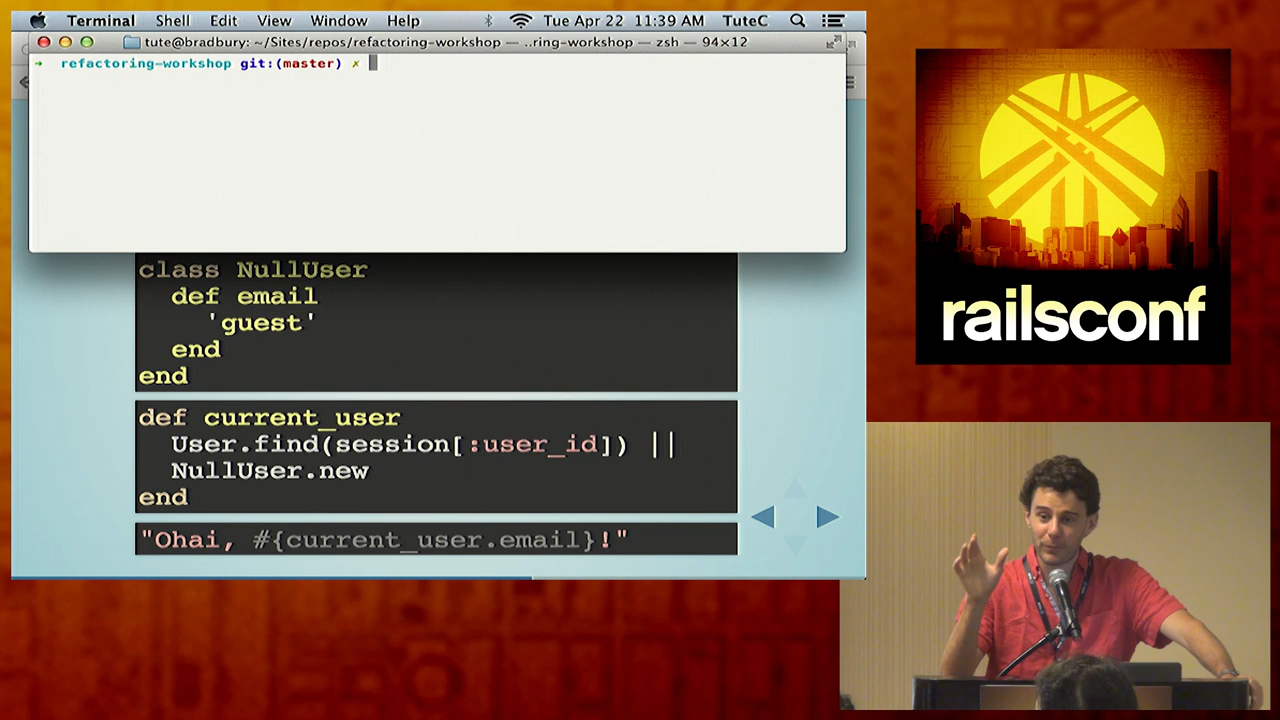 Terminal Shell Edit View Window Help Tue Apr 22 11:39 AM TuteC
tute@bradbury: ~/Sites/repos/refactoring-workshop — ..ring-workshop — zsh — 94×12
→ refactoring-workshop git:(master) ✗
class NullUser
def email
'guest'
end
end
def current_user
User.find(session[:user_id]) ||
NullUser.new
end
"Ohai, #{current_user.email}!"
railsconf